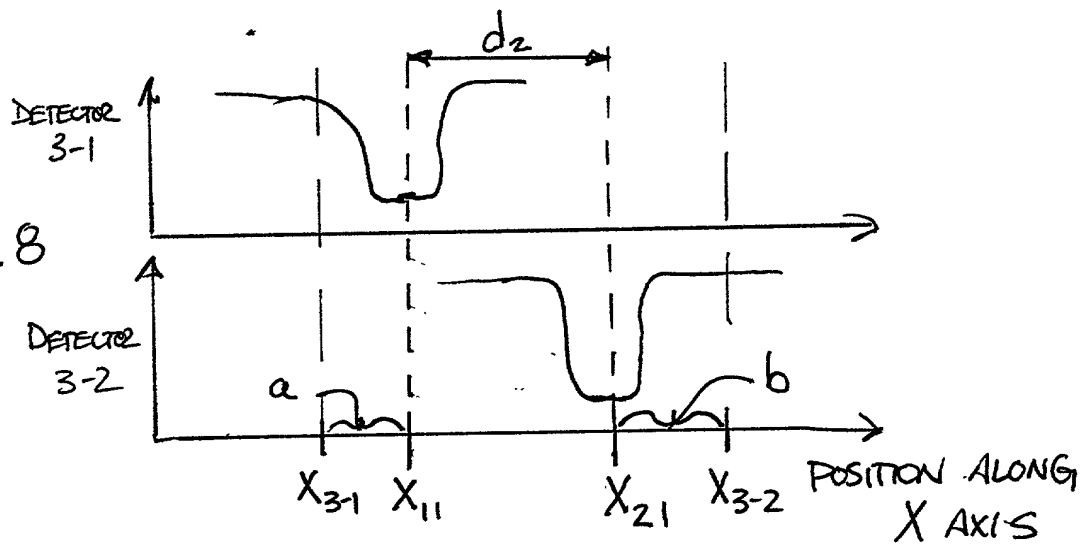 d₂
DETECTOR
3-1
.8
DETECTOR
3-2
a
b
X₃₋₁ X₁₁ X₂₁ X₃₋₂
POSITION ALONG
X AXIS